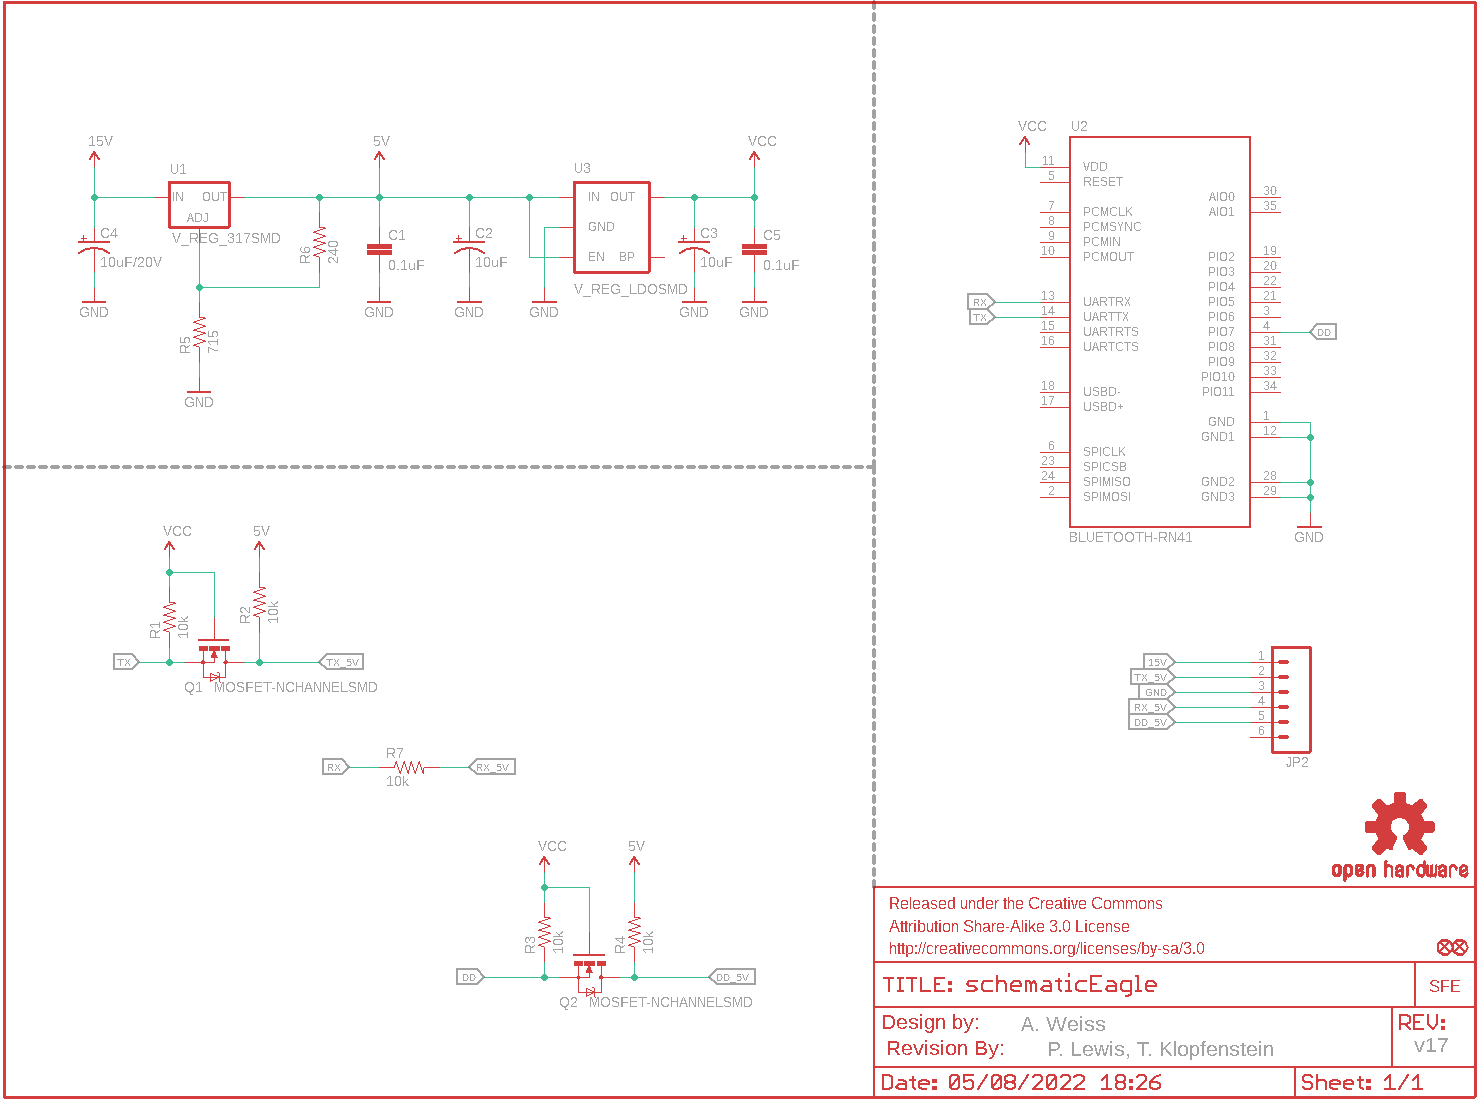 15V
U1
IN OUT
ADJ
V_REG_317SMD
C4
10uF/20V
GND
R5
715
GND
R6
240
5V
C1
0.1uF
GND
C2
10uF
GND
U3
IN OUT
GND
EN BP
V_REG_LDOSMD
GND
C3
10uF
GND
VCC
C5
0.1uF
GND
VCC
U2
11 VDD
5 RESET
7 PCMCLK
8 PCMSYNC
9 PCMIN
10 PCMOUT
RX 13 UARTRX
TX 14 UARTTX
15 UARTRTS
16 UARTCTS
18 USBD-
17 USBD+
6 SPICLK
23 SPICSB
24 SPIMISO
2 SPIMOSI
AIO0 30
AIO1 35
PIO2 19
PIO3 20
PIO4 22
PIO5 21
PIO6 3
PIO7 4 DD
PIO8 31
PIO9 32
PIO10 33
PIO11 34
GND 1
GND1 12
GND2 28
GND3 29
GND
BLUETOOTH-RN41
VCC
5V
R1
10k
R2
10k
TX
TX_5V
Q1 MOSFET-NCHANNELSMD
R7
RX
RX_5V
10k
VCC
5V
R3
10k
R4
10k
DD
DD_5V
Q2 MOSFET-NCHANNELSMD
15V 1
TX_5V 2
GND 3
RX_5V 4
DD_5V 5
6
JP2
open hardware
Released under the Creative Commons
Attribution Share-Alike 3.0 License
http://creativecommons.org/licenses/by-sa/3.0
TITLE: schematicEagle
SFE
Design by: A. Weiss
Revision By: P. Lewis, T. Klopfenstein
REV:
v17
Date: 05/08/2022 18:26
Sheet: 1/1